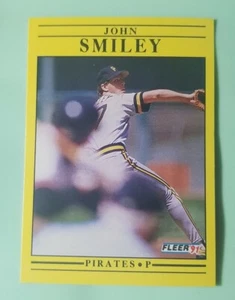 JOHN
SMILEY
FLEER 91
PIRATES • P